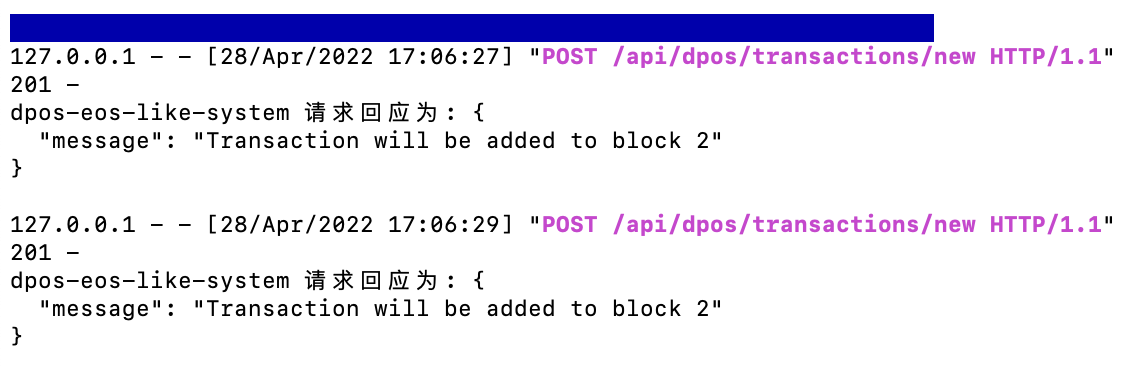 127.0.0.1 - - [28/Apr/2022 17:06:27] "POST /api/dpos/transactions/new HTTP/1.1"
201 -
dpos-eos-like-system 请求回应为: {
  "message": "Transaction will be added to block 2"
}
127.0.0.1 - - [28/Apr/2022 17:06:29] "POST /api/dpos/transactions/new HTTP/1.1"
201 -
dpos-eos-like-system 请求回应为: {
  "message": "Transaction will be added to block 2"
}